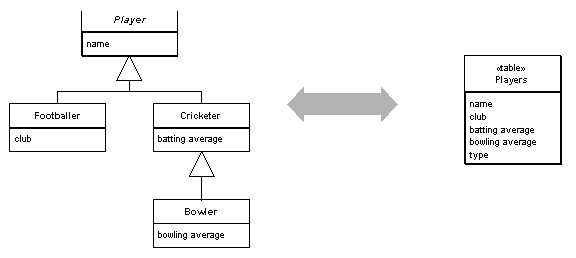 Player
name
Footballer
club
Cricketer
batting average
Bowler
bowling average
«table»
Players
name
club
batting average
bowling average
type